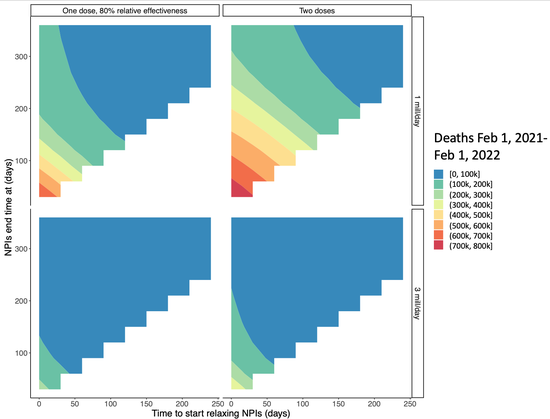 One dose, 80% relative effectiveness
Two doses
300
200
100
1 mill/day
300
200
100
3 mill/day
NPIs end time at (days)
0 50 100 150 200 250
0 50 100 150 200 250
Time to start relaxing NPIs (days)
Deaths Feb 1, 2021-
Feb 1, 2022
[0, 100k]
(100k, 200k]
(200k, 300k]
(300k, 400k]
(400k, 500k]
(500k, 600k]
(600k, 700k]
(700k, 800k]